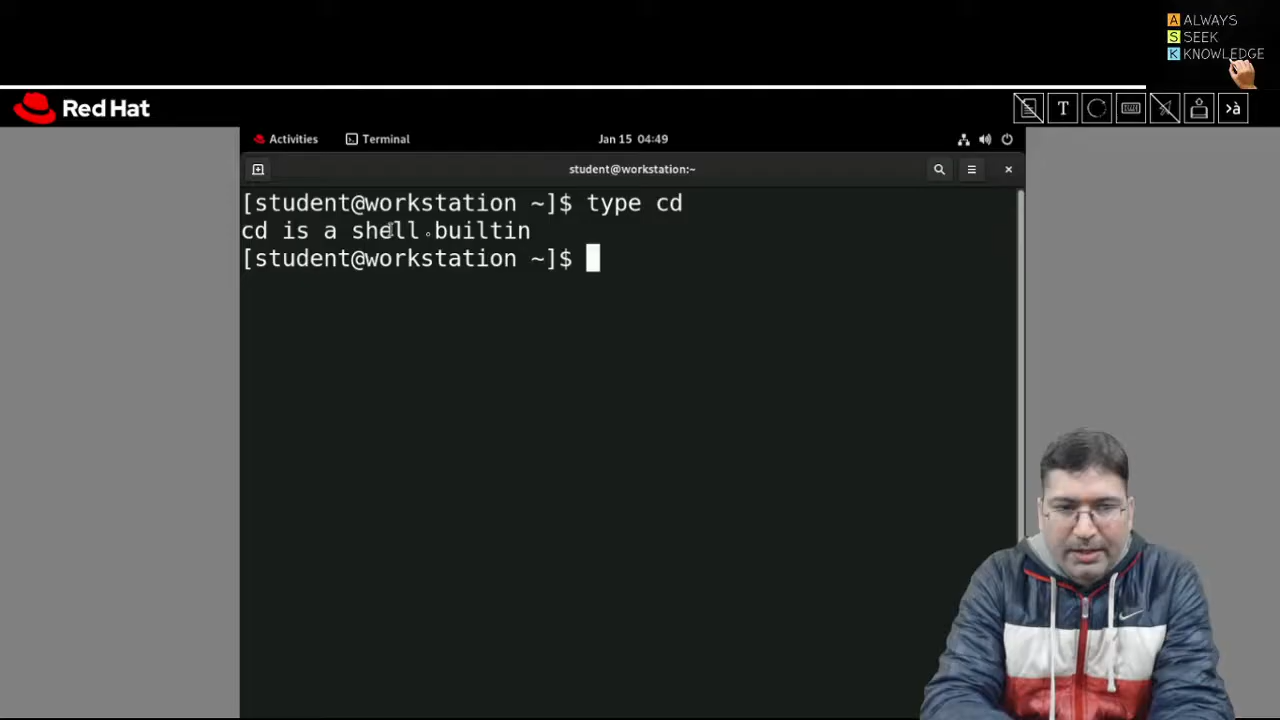 ALWAYS
SEEK
KNOWLEDGE
Red Hat
Activities Terminal Jan 15 04:49
student@workstation:~
[student@workstation ~]$ type cd
cd is a shell builtin
[student@workstation ~]$